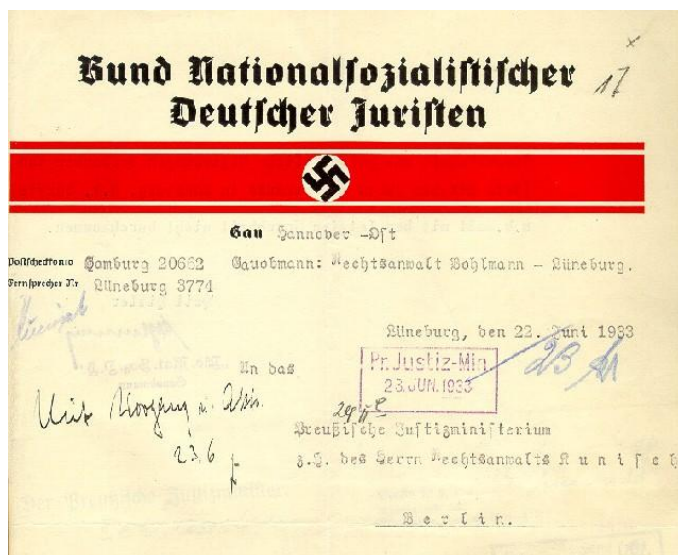 Bund Nationalsozialistischer
Deutscher Juristen
17
Gau Hannover-Ost
Postscheckkonto Hamburg 20662 Gauobmann: Rechtsanwalt Bohlmann - Lüneburg.
Fernsprecher Nr Lüneburg 3774
Lüneburg, den 22. Juni 1933
Pr. Justiz-Min
23. JUN. 1933
An das
23.6
Preußische Justizministerium
z.H. des Herrn Rechtsanwalts K u n i s c h
B e r l i n.